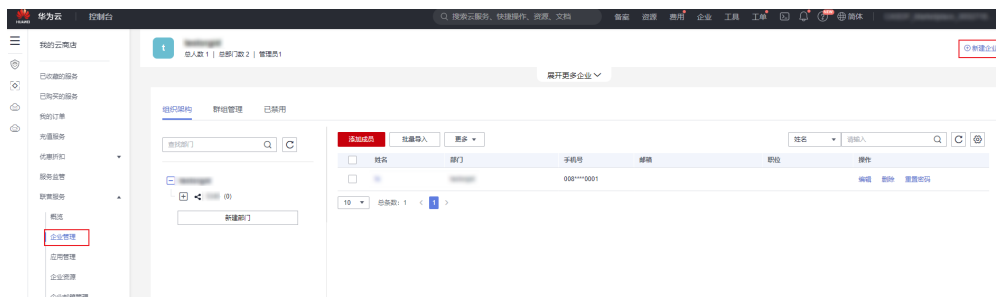 HUAWEI 华为云 控制台 搜索云服务、快捷操作、资源、文档 备案 资源 费用 企业 工具 工单 简体
我的云商店
已收藏的服务
已购买的服务
我的订单
充值服务
优惠折扣
服务监管
联营服务
概览
企业管理
应用管理
企业资源
t
总人数 1 | 总部门数 2 | 管理员1
新建企业
展开更多企业
组织架构 群组管理 已禁用
查找部门
(0)
新建部门
添加成员 批量导入 更多 姓名 请输入
姓名 部门 手机号 邮箱 职位 操作
008****0001 编辑 删除 重置密码
10 总条数: 1 < 1 >